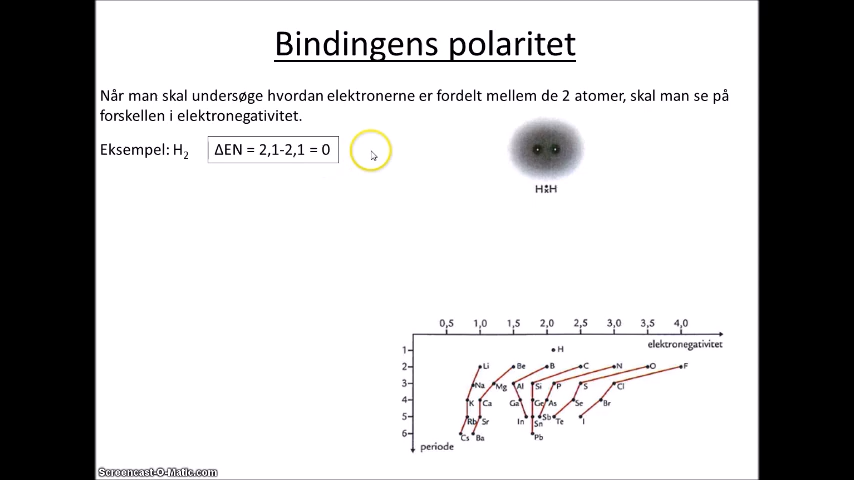 Bindingens polaritet
Når man skal undersøge hvordan elektronerne er fordelt mellem de 2 atomer, skal man se på
forskellen i elektronegativitet.
Eksempel: H₂ ΔEN = 2,1-2,1 = 0
H:H
0,5 1,0 1,5 2,0 2,5 3,0 3,5 4,0
elektronegativitet
1 H
2 Li Be B C N O F
3 Na Mg Al Si P S Cl
4 K Ca Ga Ge As Se Br
5 Rb Sr In Sn Sb Te I
6 Cs Ba Pb
periode
Screencast-O-Matic.com